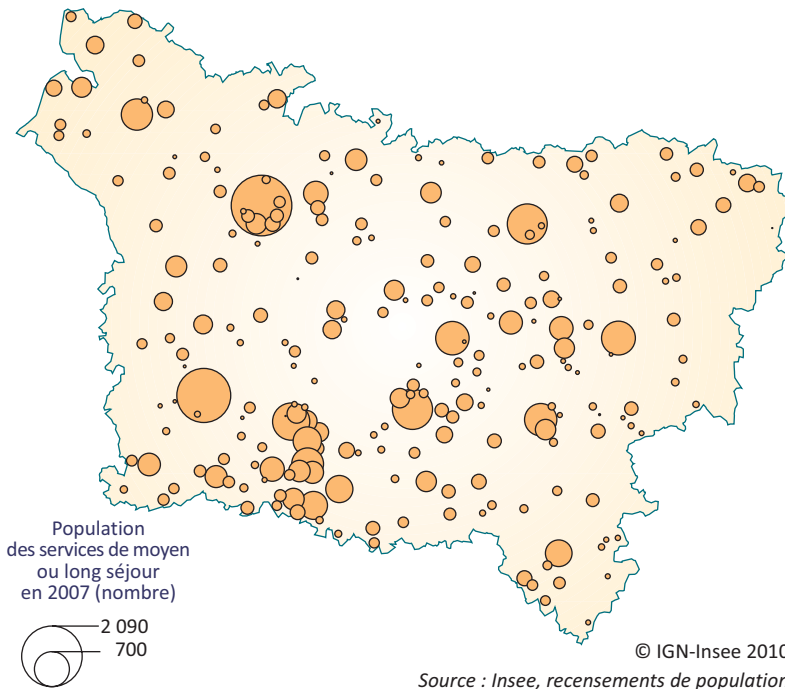 Population
des services de moyen
ou long séjour
en 2007 (nombre)
2 090
700
© IGN-Insee 2010
Source : Insee, recensements de population